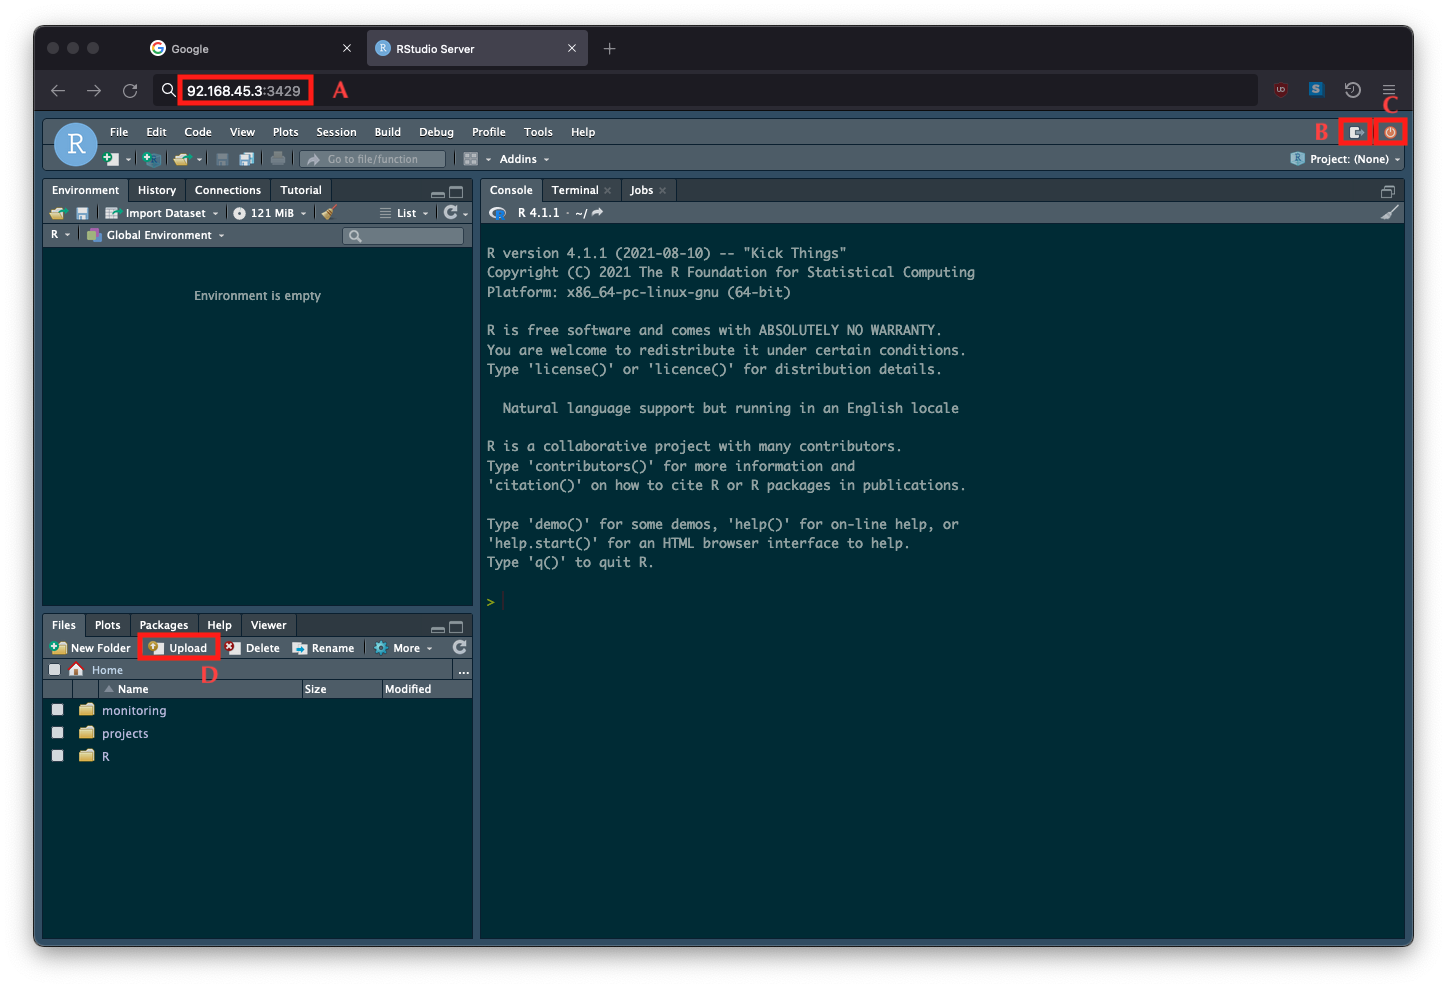 Google
RStudio Server
92.168.45.3:3429
A
C
File Edit Code View Plots Session Build Debug Profile Tools Help
B
R
Go to file/function
Addins
Project: (None)
Environment History Connections Tutorial
Import Dataset 121 MiB List
R Global Environment
Environment is empty
Console Terminal Jobs
R 4.1.1 · ~/
R version 4.1.1 (2021-08-10) -- "Kick Things"
Copyright (C) 2021 The R Foundation for Statistical Computing
Platform: x86_64-pc-linux-gnu (64-bit)
R is free software and comes with ABSOLUTELY NO WARRANTY.
You are welcome to redistribute it under certain conditions.
Type 'license()' or 'licence()' for distribution details.
Natural language support but running in an English locale
R is a collaborative project with many contributors.
Type 'contributors()' for more information and
'citation()' on how to cite R or R packages in publications.
Type 'demo()' for some demos, 'help()' for on-line help, or
'help.start()' for an HTML browser interface to help.
Type 'q()' to quit R.
>
Files Plots Packages Help Viewer
New Folder Upload Delete Rename More
D
Home ...
Name Size Modified
monitoring
projects
R